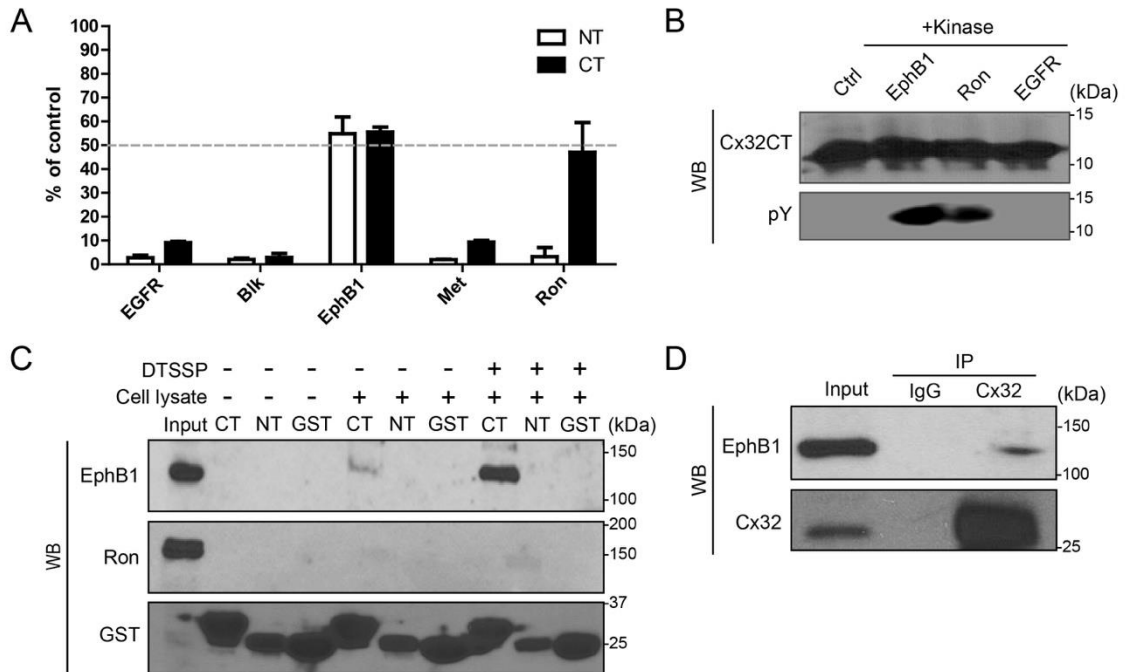 A
100
90
80
70
60
50
40
30
20
10
0
% of control
NT
CT
EGFR
Blk
EphB1
Met
Ron
B
+Kinase
Ctrl EphB1 Ron EGFR (kDa)
WB
Cx32CT
15
10
pY
15
10
C
DTSSP - - - - - - + + +
Cell lysate - - - + + + + + +
Input CT NT GST CT NT GST CT NT GST (kDa)
WB
EphB1
150
100
Ron
200
150
GST
37
25
D
IP
Input IgG Cx32 (kDa)
WB
EphB1
150
100
Cx32
25